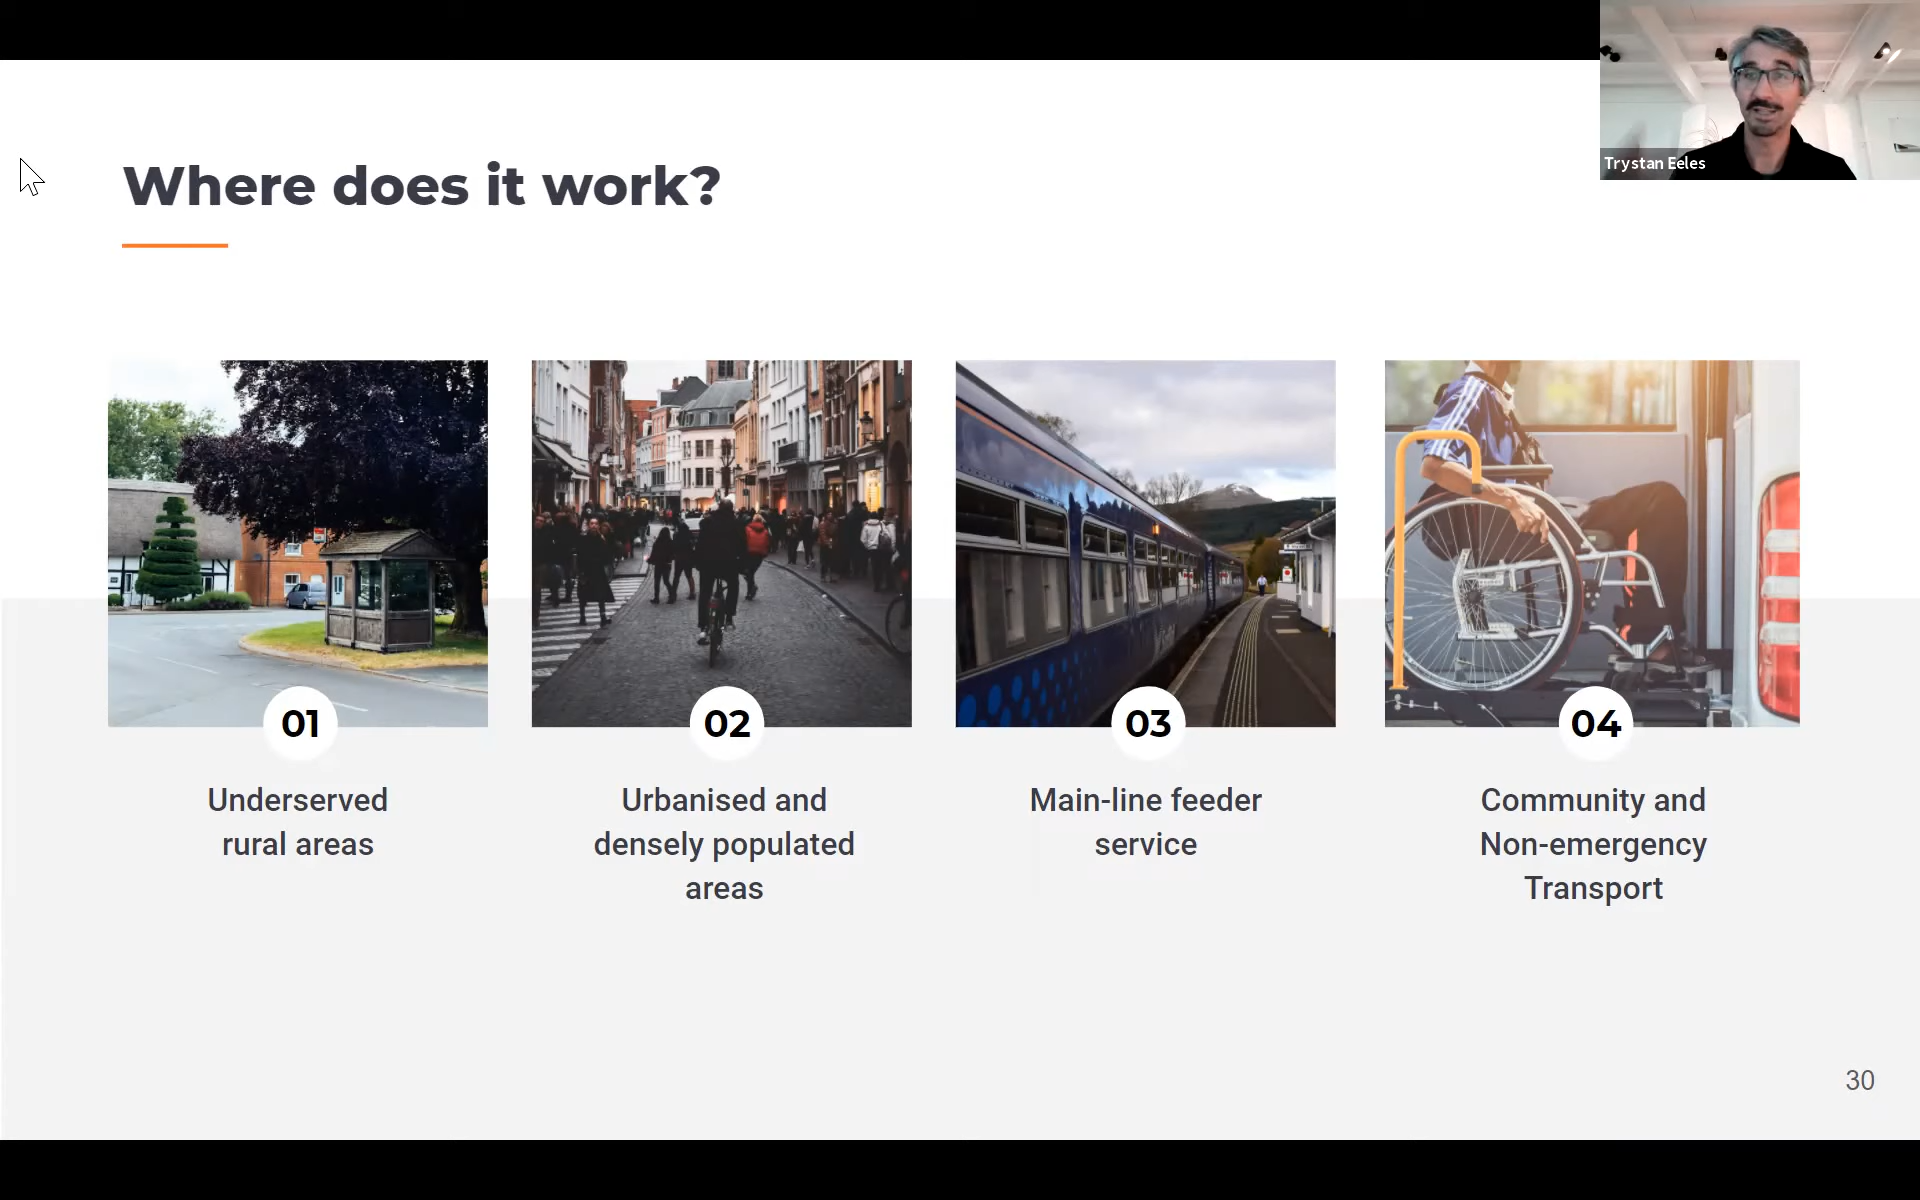 Trystan Eeles
Where does it work?
01
Underserved
rural areas
02
Urbanised and
densely populated
areas
03
Main-line feeder
service
04
Community and
Non-emergency
Transport
30